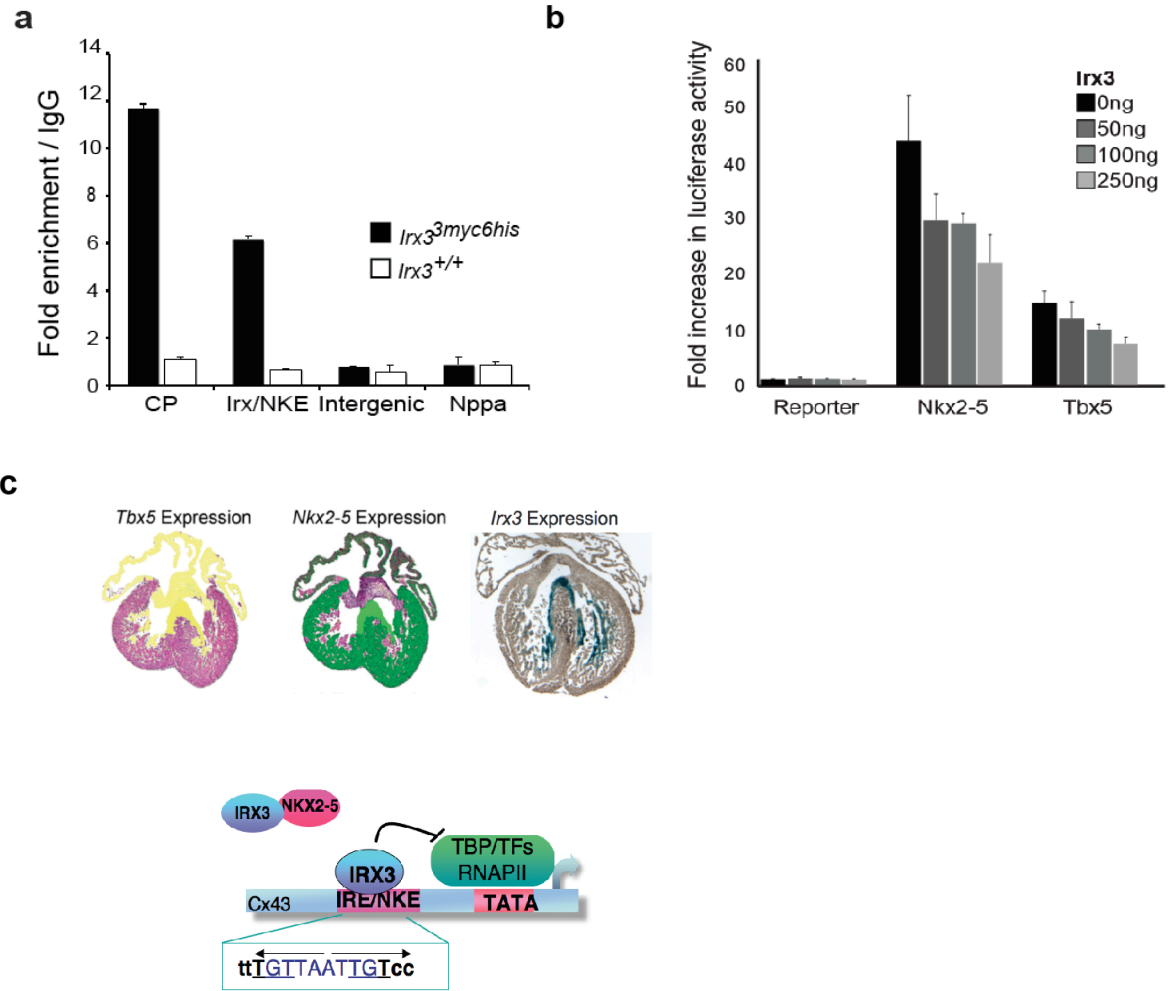 a
14
12
10
8
6
4
2
0
Fold enrichment / IgG
Irx3 3myc6his
Irx3 +/+
CP Irx/NKE Intergenic Nppa
b
60
50
40
30
20
10
0
Fold increase in luciferase activity
Irx3
0ng
50ng
100ng
250ng
Reporter Nkx2-5 Tbx5
c
Tbx5 Expression
Nkx2-5 Expression
Irx3 Expression
IRX3 NKX2-5
TBP/TFs
RNAPII
IRX3
Cx43 IRE/NKE TATA
ttTGTTAATTGTcc